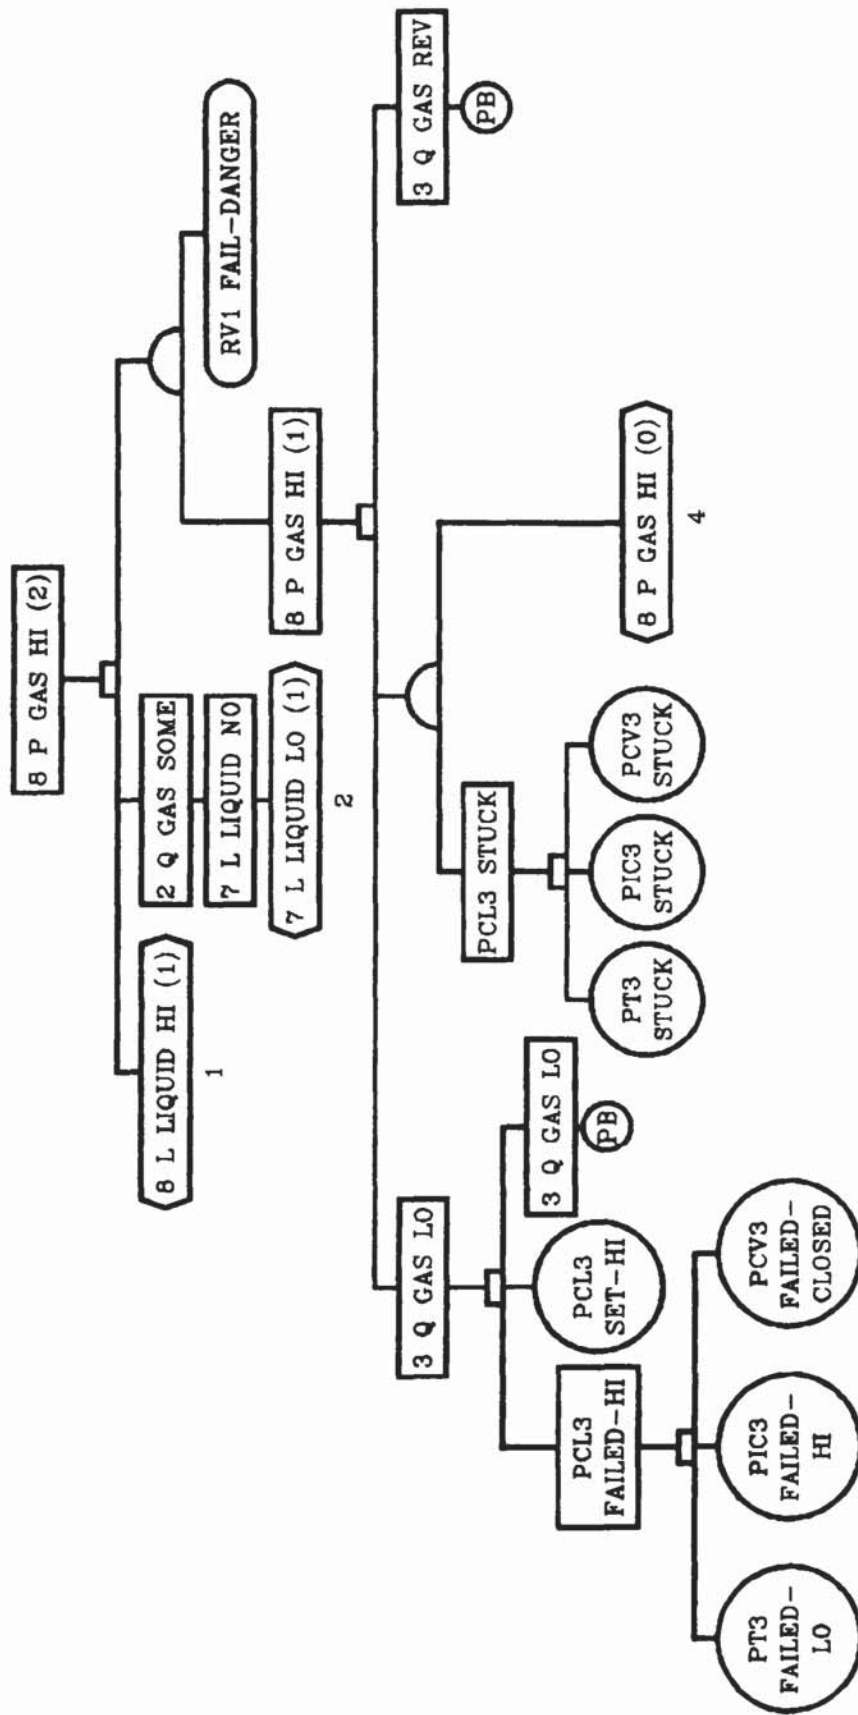 8 P GAS HI (2)
8 L LIQUID HI (1)
1
2 Q GAS SOME
7 L LIQUID NO
7 L LIQUID LO (1)
2
RV1 FAIL-DANGER
8 P GAS HI (1)
3 Q GAS LO
3 Q GAS REV
PB
PCL3
FAILED-HI
PCL3
SET-HI
3 Q GAS LO
PB
PCL3 STUCK
8 P GAS HI (0)
4
PT3
STUCK
PIC3
STUCK
PCV3
STUCK
PT3
FAILED-
LO
PIC3
FAILED-
HI
PCV3
FAILED-
CLOSED